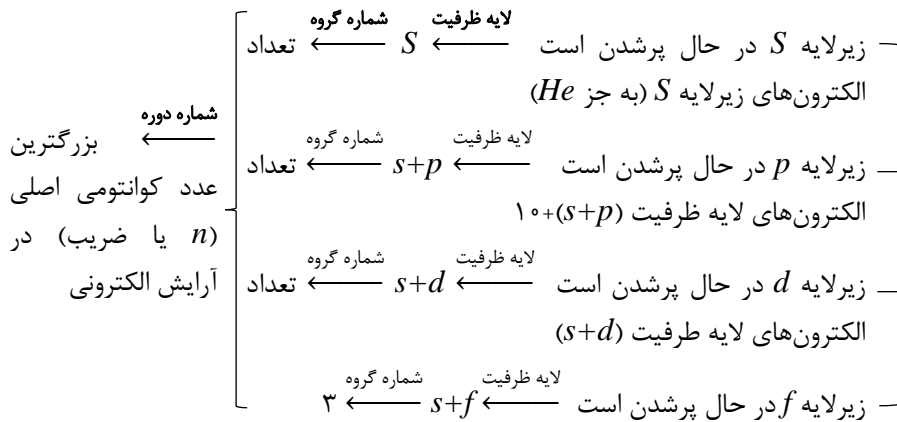 – زیرلایه S در حال پرشدن است ⟵ لایه ظرفیت S ⟵ شماره گروه تعداد
الکترون‌های زیرلایه S (به جز He)
– زیرلایه p در حال پرشدن است ⟵ لایه ظرفیت s+p ⟵ شماره گروه تعداد
الکترون‌های لایه ظرفیت (s+p)+۱۰
– زیرلایه d در حال پرشدن است ⟵ لایه ظرفیت s+d ⟵ شماره گروه تعداد
الکترون‌های لایه طرفیت (s+d)
– زیرلایه f در حال پرشدن است ⟵ لایه ظرفیت s+f ⟵ شماره گروه ۳
شماره دوره
⟵ بزرگترین
عدد کوانتومی اصلی
(n یا ضریب) در
آرایش الکترونی